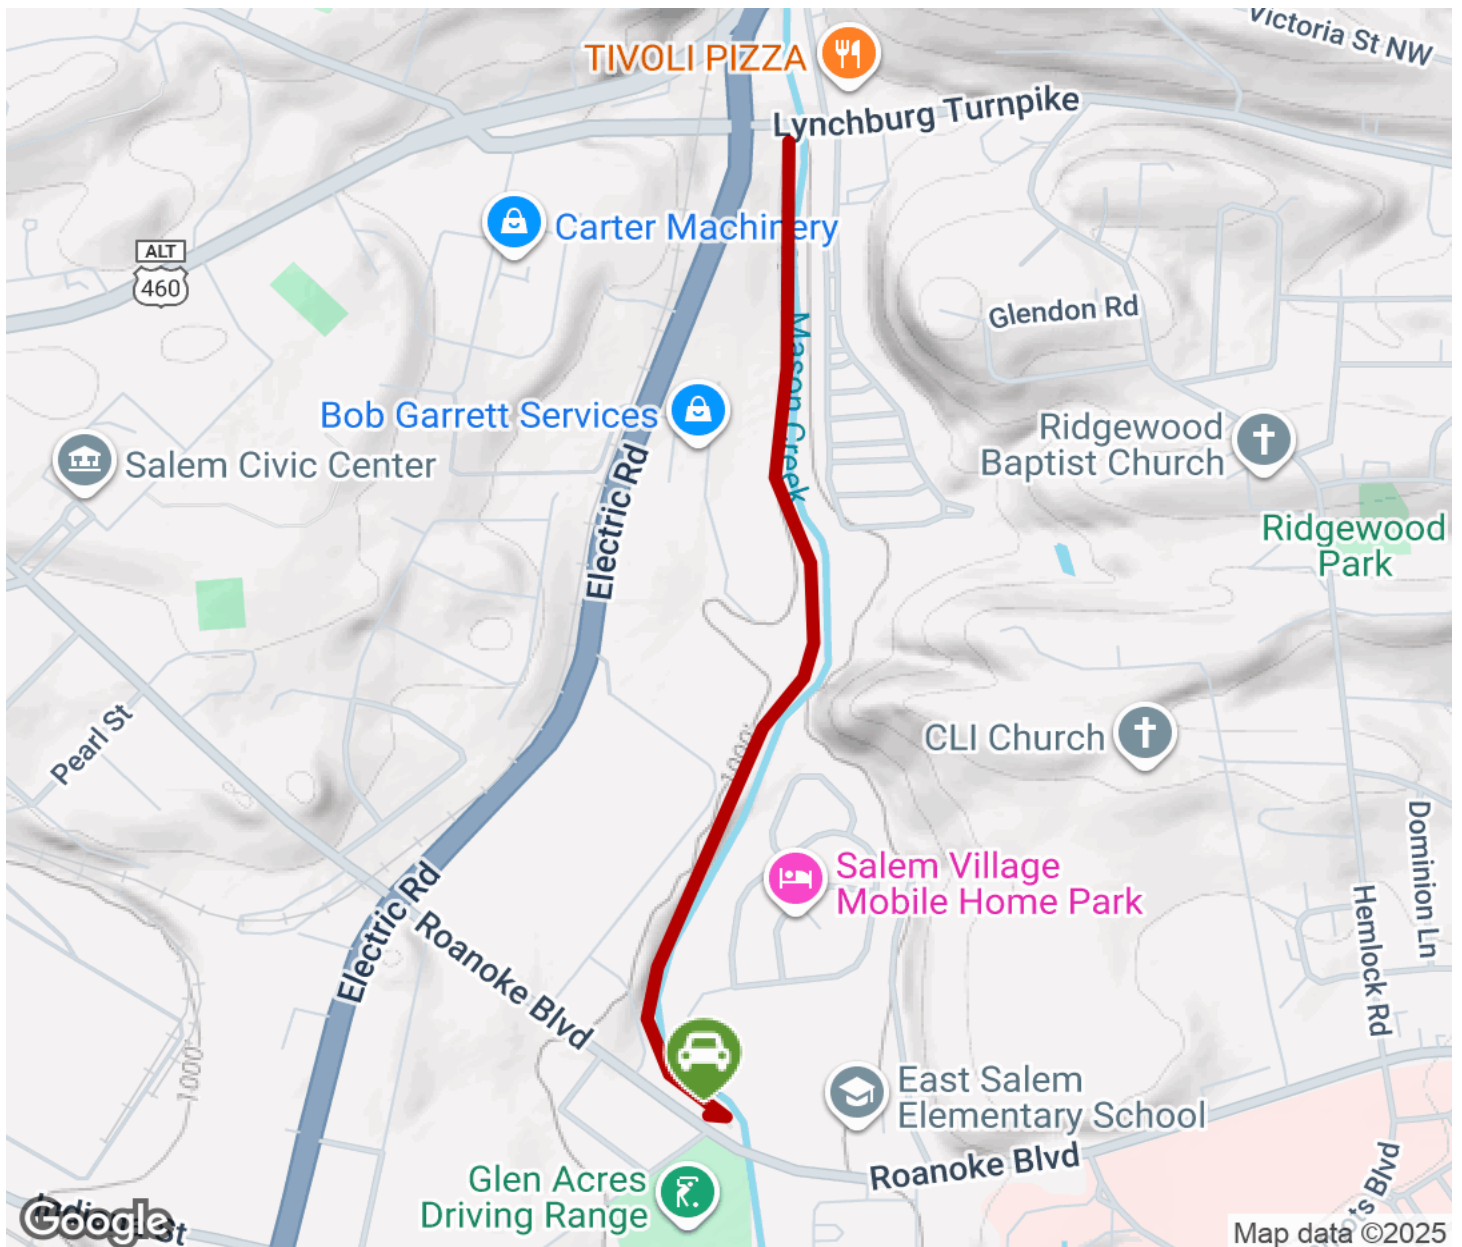 Victoria St NW
TIVOLI PIZZA
Lynchburg Turnpike
Carter Machinery
ALT
460
Glendon Rd
Mason Creek
Bob Garrett Services
Ridgewood
Baptist Church
Salem Civic Center
Electric Rd
Ridgewood
Park
Pearl St
CLI Church
1000'
Dominion Ln
Salem Village
Mobile Home Park
Electric Rd
Hemlock Rd
Roanoke Blvd
1000'
East Salem
Elementary School
Roanoke Blvd
Glen Acres
Driving Range
Blvd
St
Google
Map data ©2025